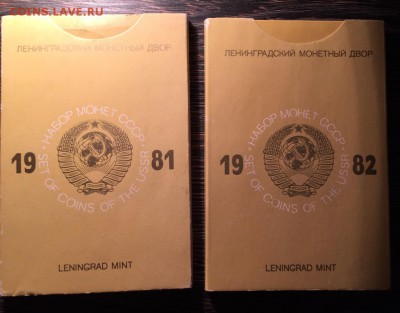 COINS.LAVE.RU
ЛЕНИНГРАДСКИЙ МОНЕТНЫЙ ДВОР
НАБОР МОНЕТ СССР
19 81
SET OF COINS OF THE USSR
LENINGRAD MINT
ЛЕНИНГРАДСКИЙ МОНЕТНЫЙ ДВОР
НАБОР МОНЕТ СССР
19 82
SET OF COINS OF THE USSR
LENINGRAD MINT